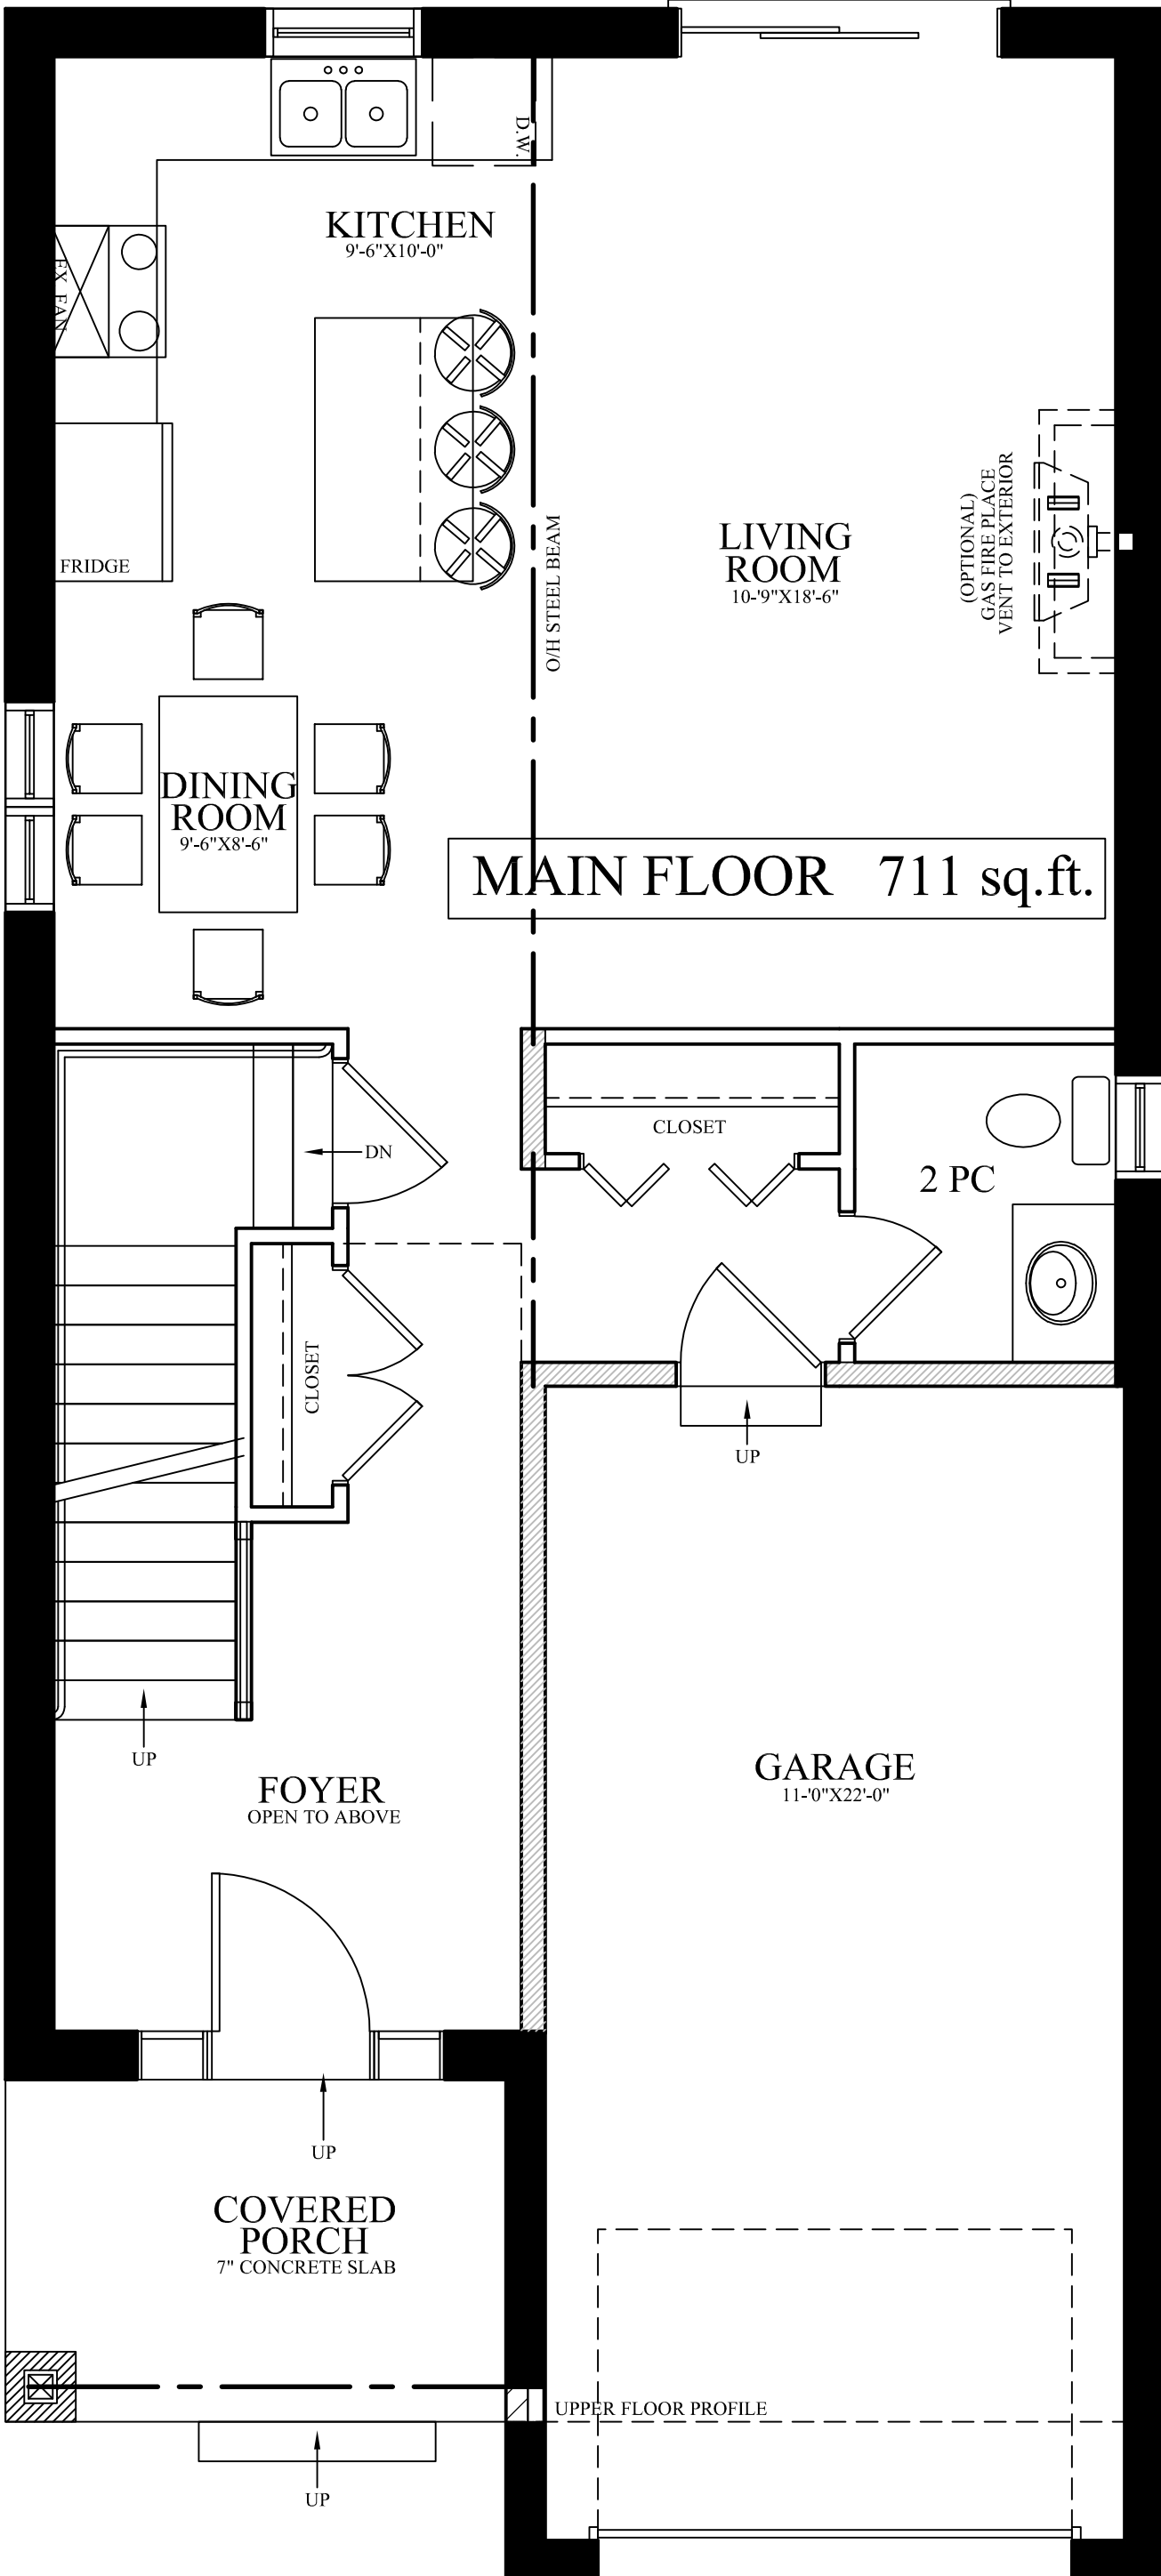 D.W.
KITCHEN
9'-6"X10'-0"
EX FAN
FRIDGE
O/H STEEL BEAM
LIVING
ROOM
10-'9"X18'-6"
(OPTIONAL)
GAS FIRE PLACE
VENT TO EXTERIOR
DINING
ROOM
9'-6"X8'-6"
MAIN FLOOR 711 sq.ft.
CLOSET
DN
2 PC
CLOSET
UP
UP
FOYER
OPEN TO ABOVE
GARAGE
11-'0"X22'-0"
UP
COVERED
PORCH
7" CONCRETE SLAB
UPPER FLOOR PROFILE
UP